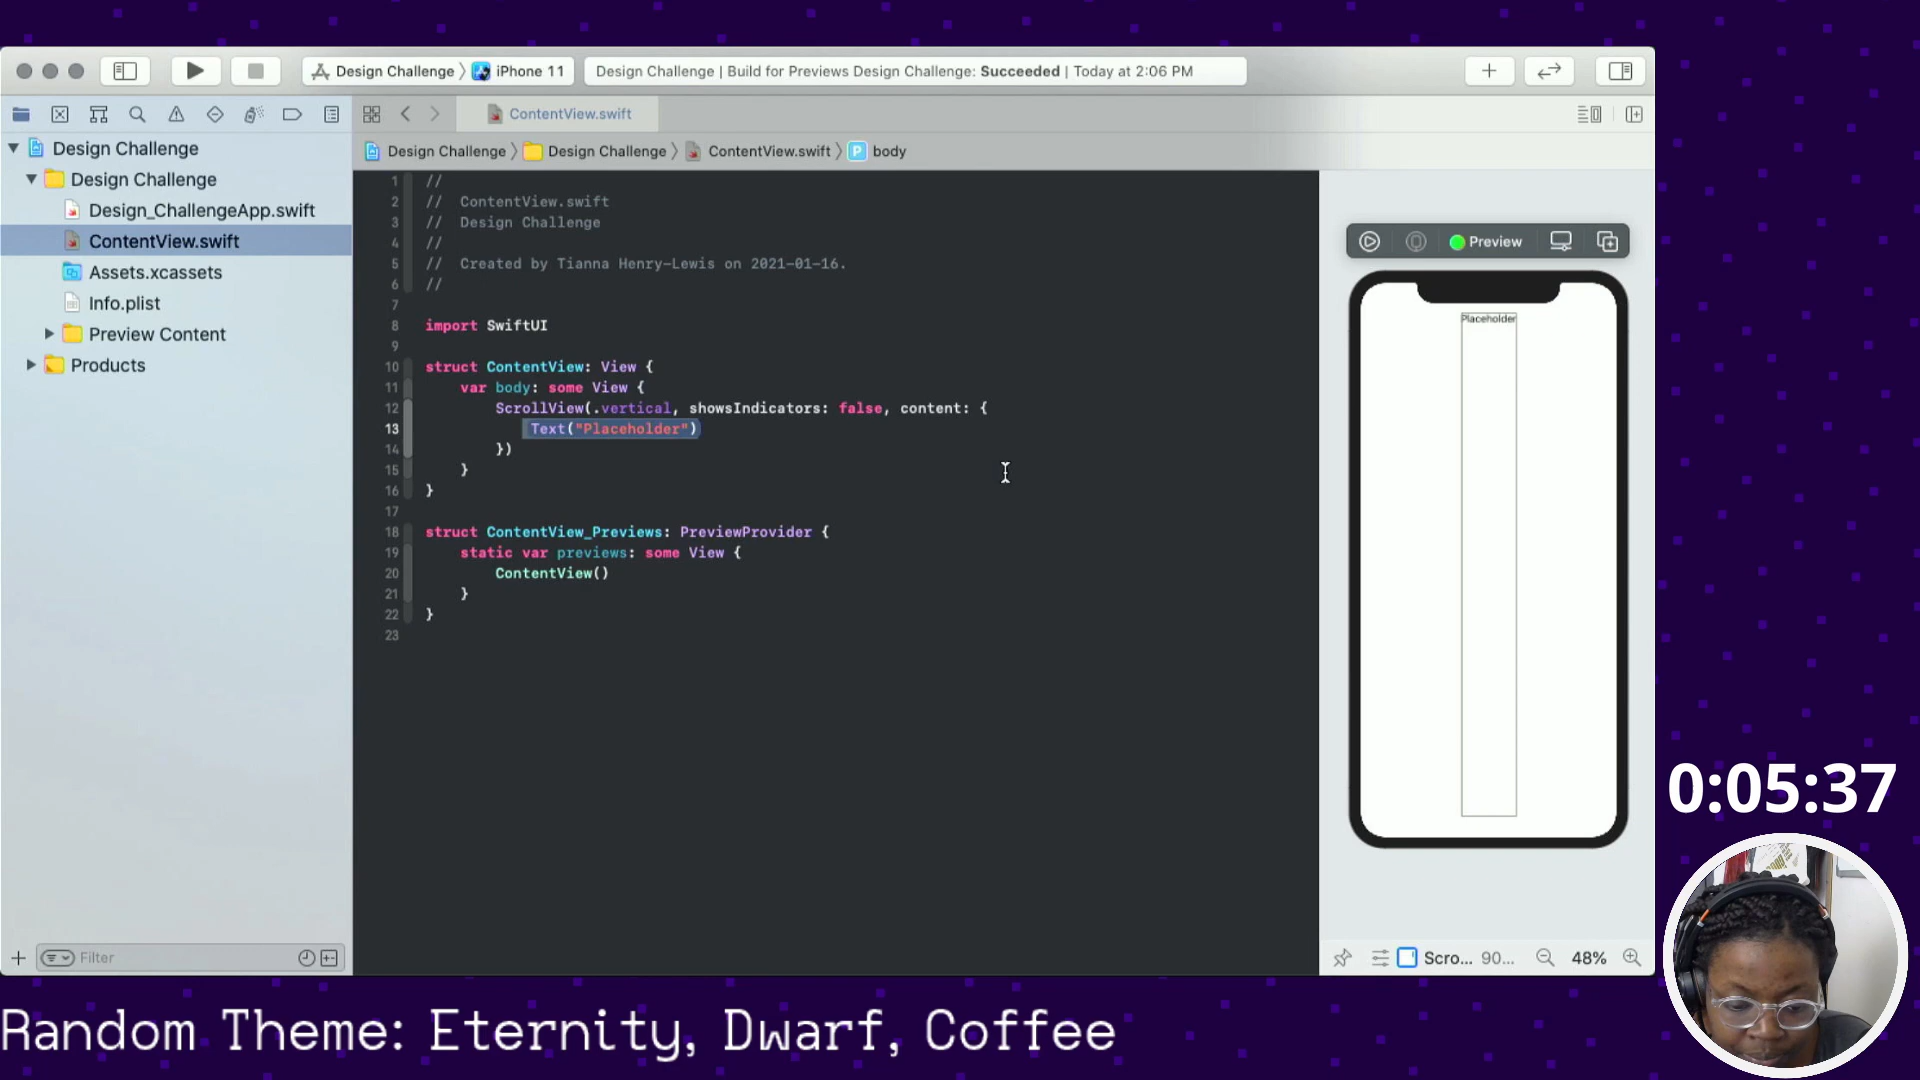 Design Challenge 〉 iPhone 11
Design Challenge | Build for Previews Design Challenge: Succeeded | Today at 2:06 PM
ContentView.swift
Design Challenge 〉 Design Challenge 〉 ContentView.swift 〉 P body
Design Challenge
Design Challenge
Design_ChallengeApp.swift
ContentView.swift
Assets.xcassets
Info.plist
Preview Content
Products
Filter
1 //
2 // ContentView.swift
3 // Design Challenge
4 //
5 // Created by Tianna Henry-Lewis on 2021-01-16.
6 //
7
8 import SwiftUI
9
10 struct ContentView: View {
11 var body: some View {
12 ScrollView(.vertical, showsIndicators: false, content: {
13 Text("Placeholder")
14 })
15 }
16 }
17
18 struct ContentView_Previews: PreviewProvider {
19 static var previews: some View {
20 ContentView()
21 }
22 }
23
Preview
Placeholder
Scro... 90... 48%
0:05:37
Random Theme: Eternity, Dwarf, Coffee